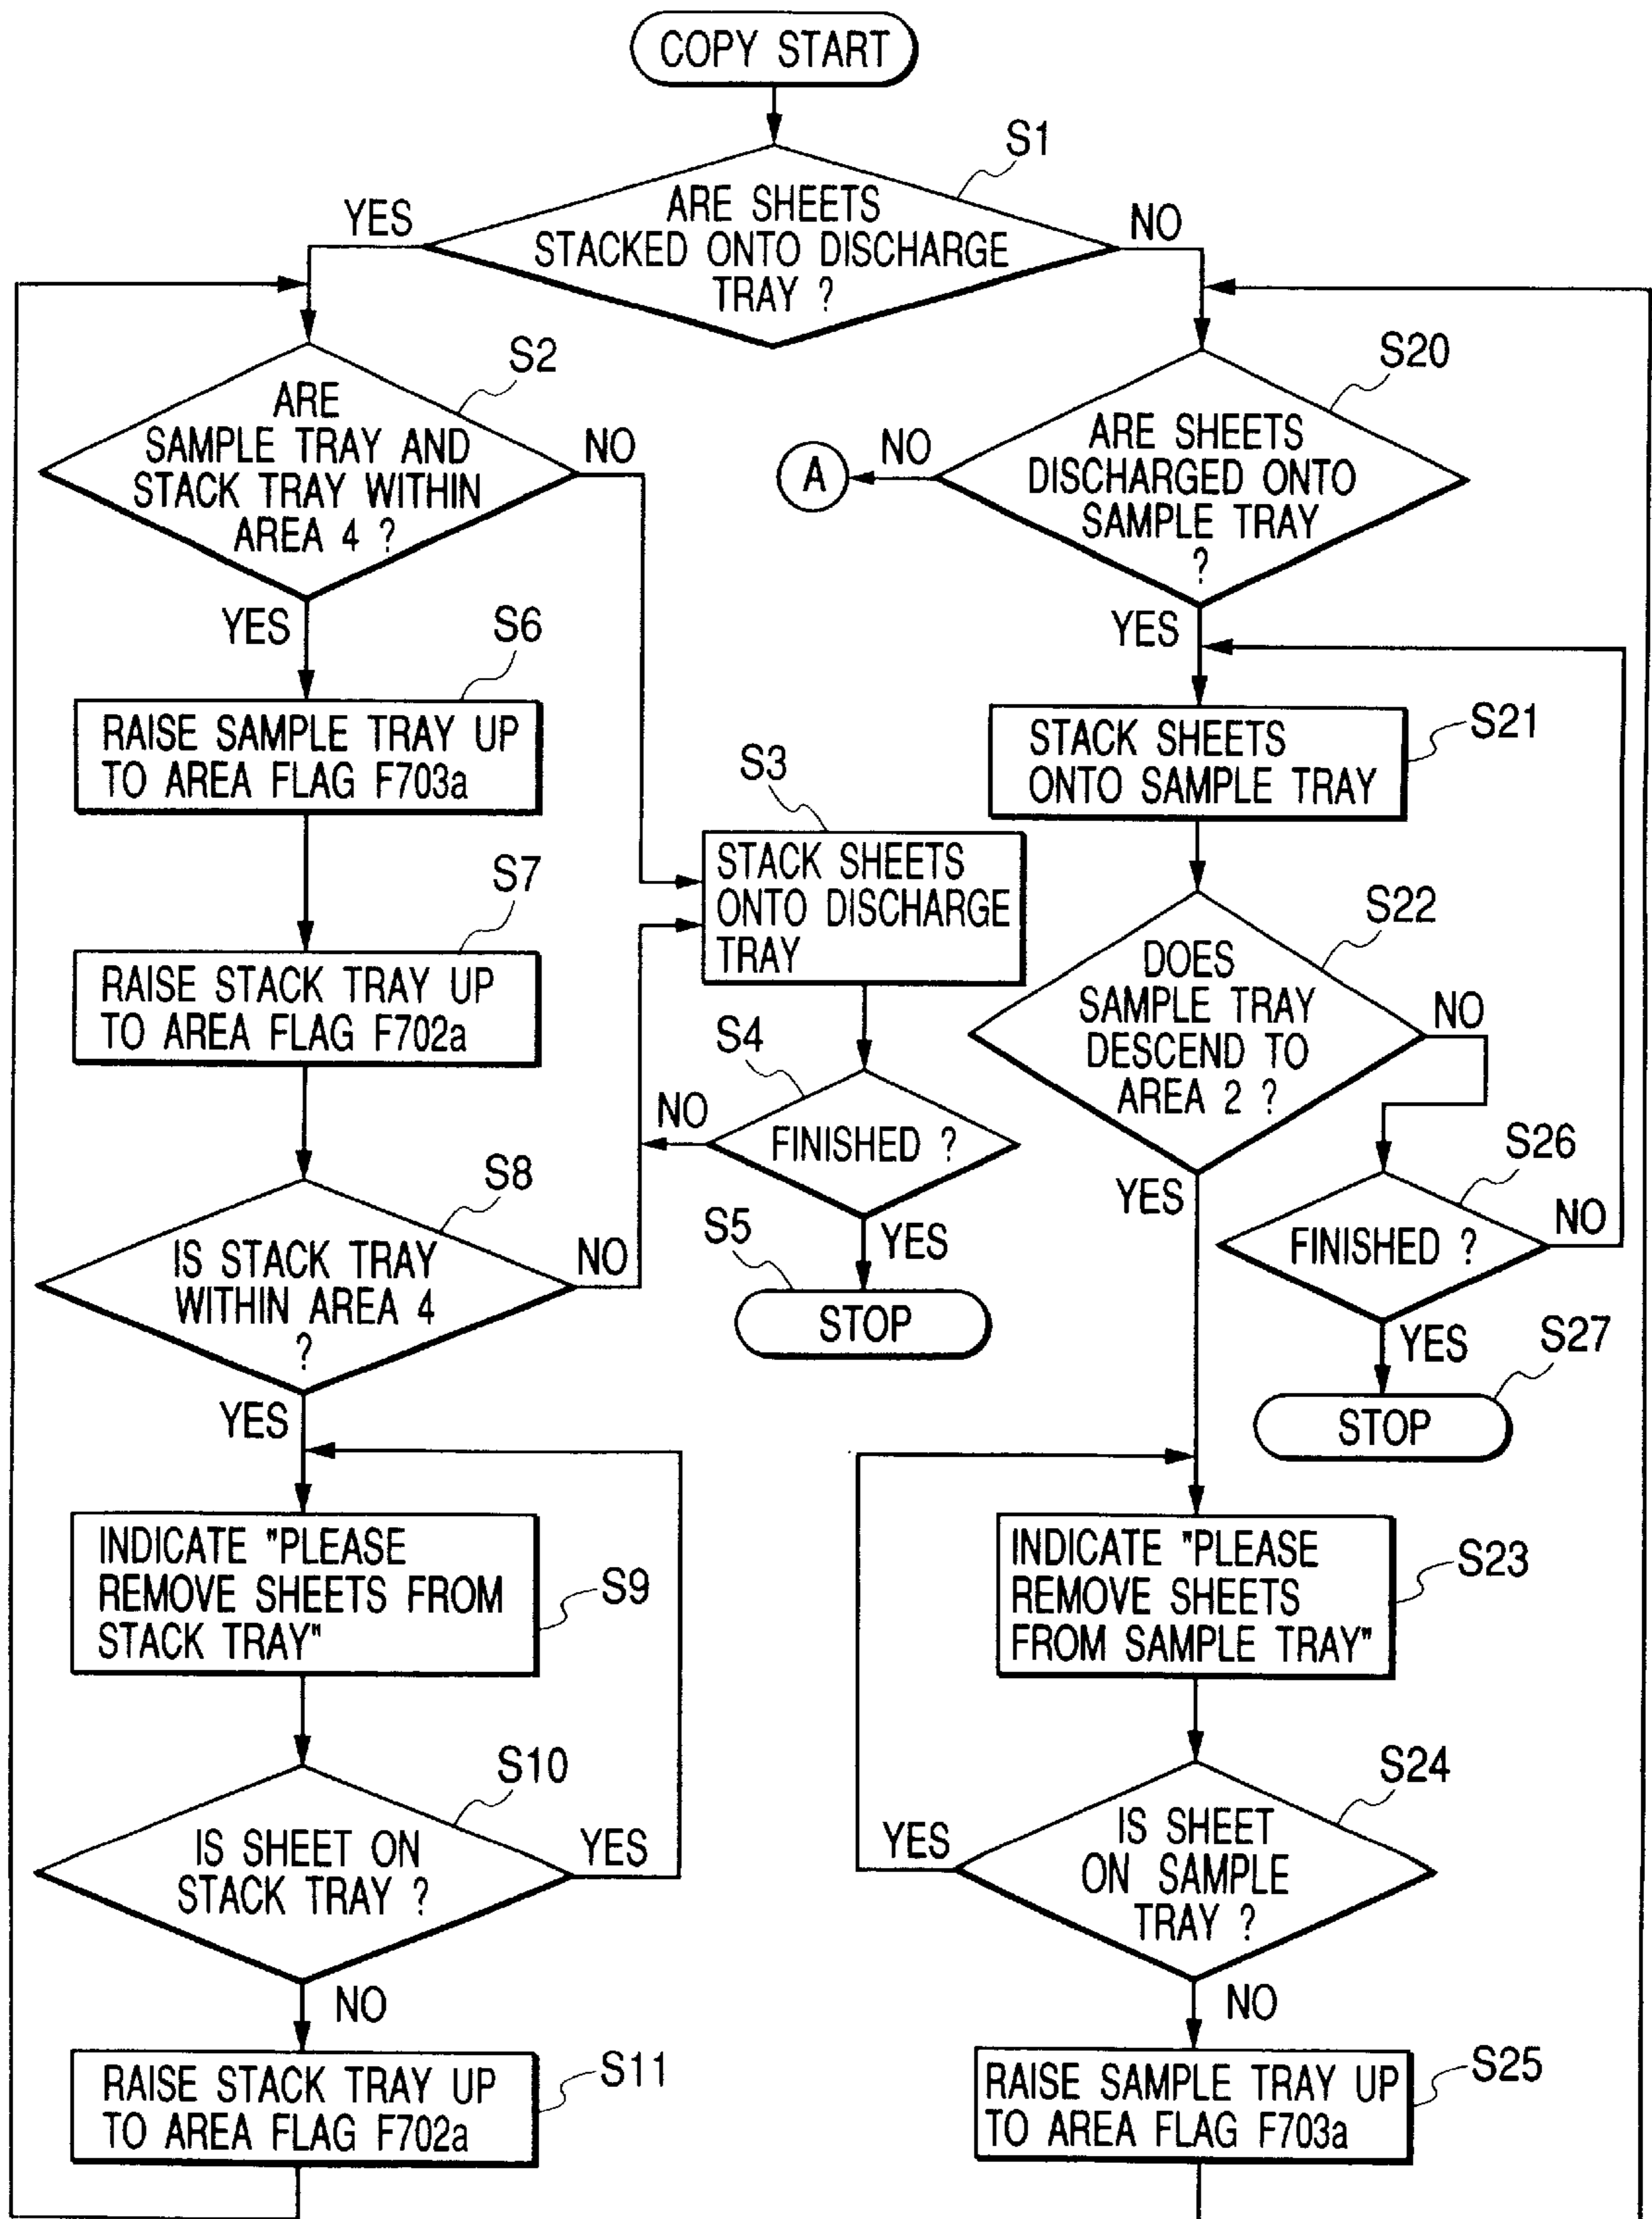 COPY START
S1
ARE SHEETS
STACKED ONTO DISCHARGE
TRAY ?
YES
NO
S2
ARE
SAMPLE TRAY AND
STACK TRAY WITHIN
AREA 4 ?
NO
YES
S6
RAISE SAMPLE TRAY UP
TO AREA FLAG F703a
S7
RAISE STACK TRAY UP
TO AREA FLAG F702a
S8
IS STACK TRAY
WITHIN AREA 4
?
NO
YES
S3
STACK SHEETS
ONTO DISCHARGE
TRAY
S4
FINISHED ?
NO
YES
S5
STOP
S9
INDICATE "PLEASE
REMOVE SHEETS FROM
STACK TRAY"
S10
IS SHEET ON
STACK TRAY ?
YES
NO
S11
RAISE STACK TRAY UP
TO AREA FLAG F702a
S20
ARE SHEETS
DISCHARGED ONTO
SAMPLE TRAY
?
NO
A
YES
S21
STACK SHEETS
ONTO SAMPLE TRAY
S22
DOES
SAMPLE TRAY
DESCEND TO
AREA 2 ?
NO
YES
S26
FINISHED ?
NO
YES
S27
STOP
S23
INDICATE "PLEASE
REMOVE SHEETS
FROM SAMPLE TRAY"
S24
IS SHEET
ON SAMPLE
TRAY ?
YES
NO
S25
RAISE SAMPLE TRAY UP
TO AREA FLAG F703a